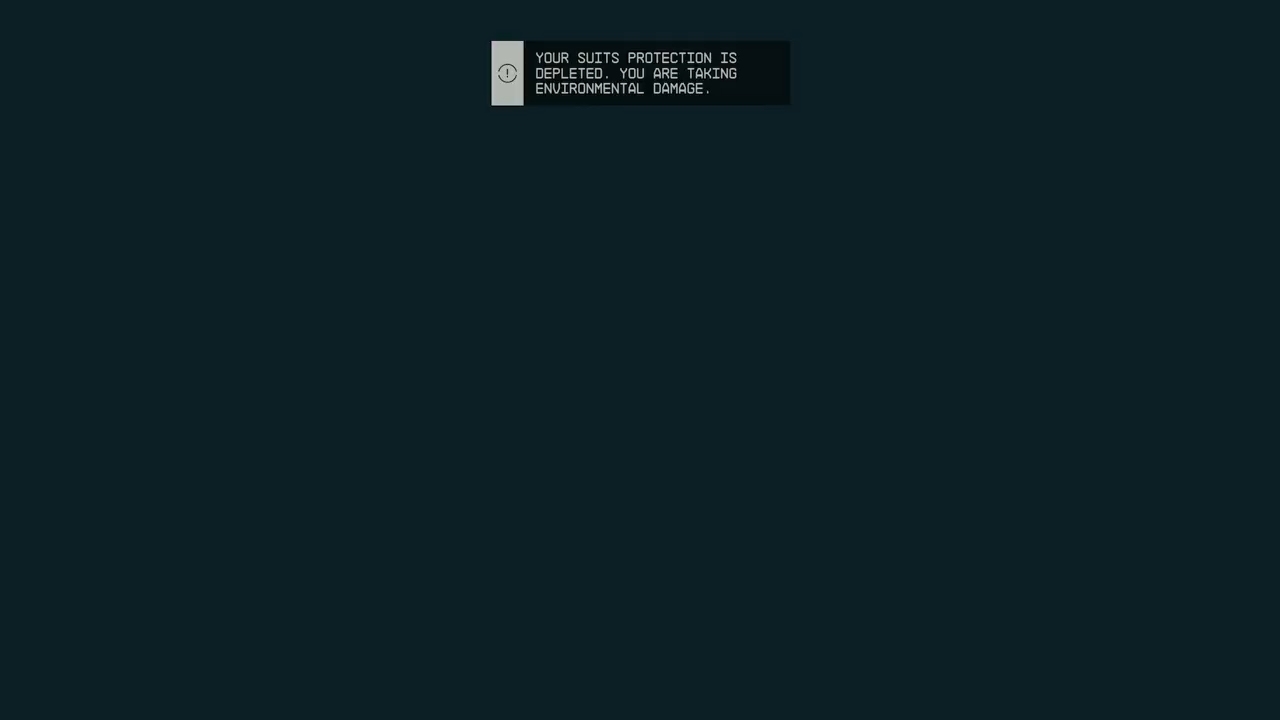 YOUR SUITS PROTECTION IS
DEPLETED. YOU ARE TAKING
ENVIRONMENTAL DAMAGE.